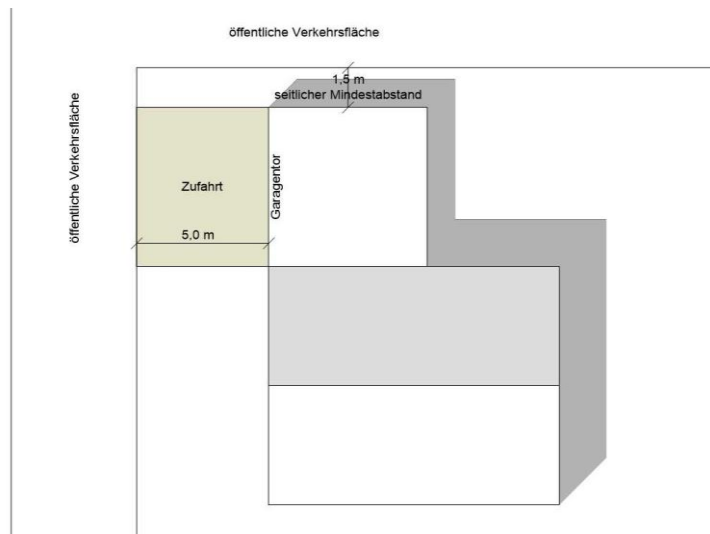 öffentliche Verkehrsfläche
öffentliche Verkehrsfläche
1,5 m
seitlicher Mindestabstand
Zufahrt
Garagentor
5,0 m